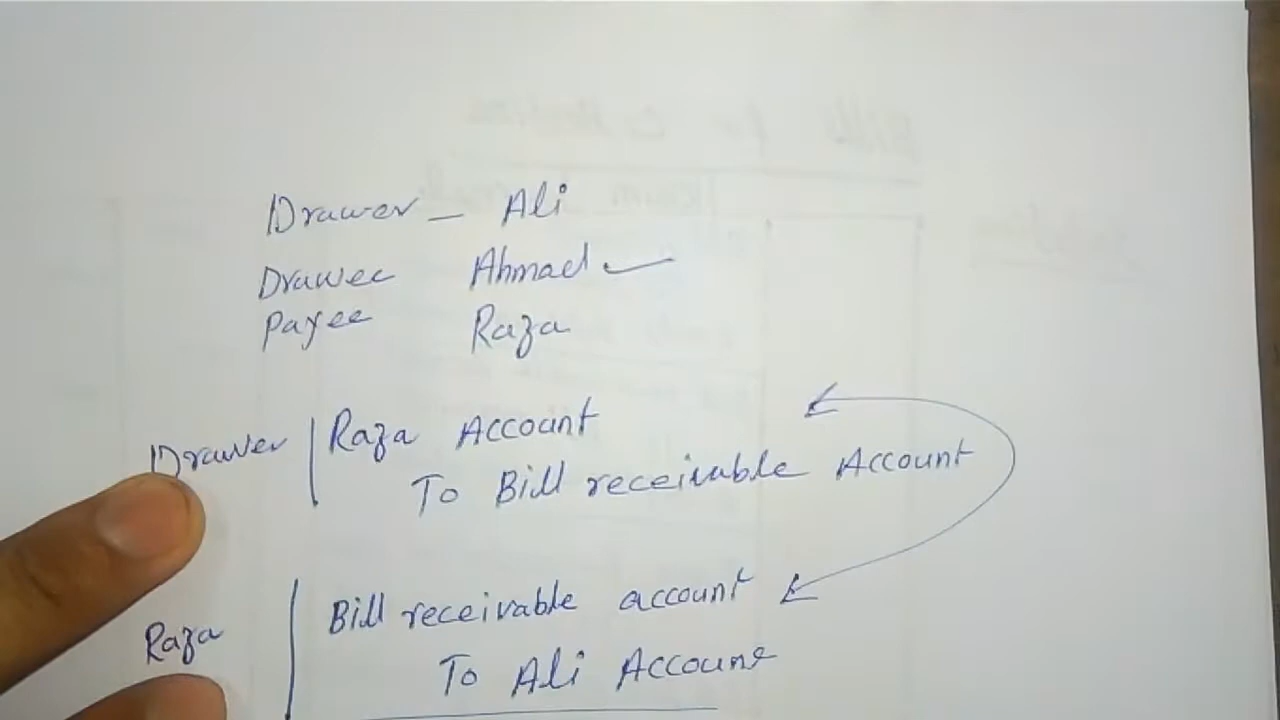 Drawer - Ali
Drawee Ahmad
Payee Raza
Drawer Raza Account
To Bill receivable Account
Bill receivable account
Raza
To Ali Account